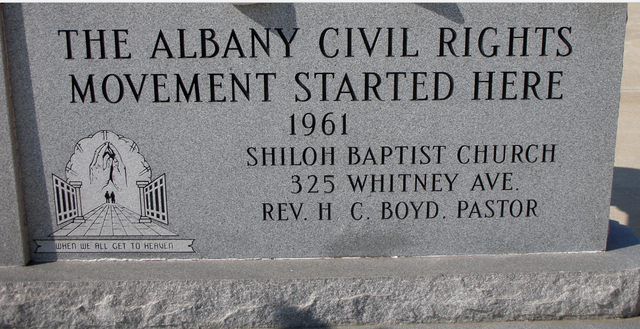 THE ALBANY CIVIL RIGHTS
MOVEMENT STARTED HERE
1961
SHILOH BAPTIST CHURCH
325 WHITNEY AVE.
REV. H C. BOYD, PASTOR
WHEN WE ALL GET TO HEAVEN